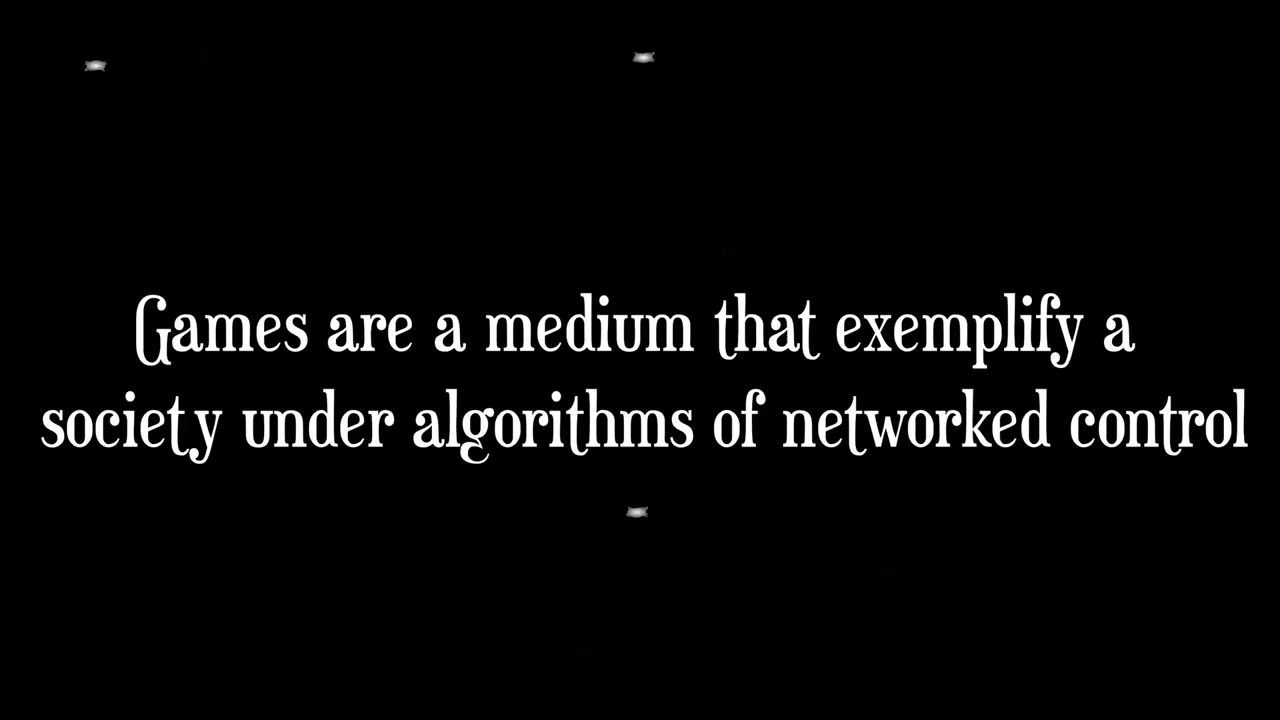 Games are a medium that exemplify a
society under algorithms of networked control